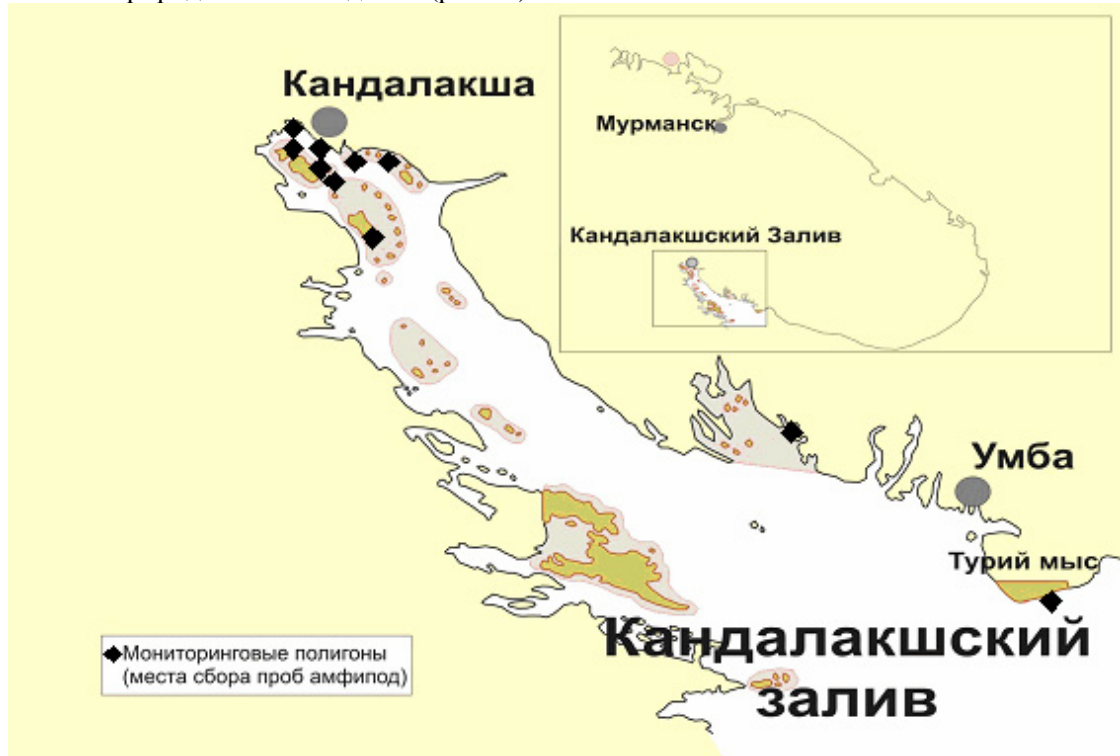 Кандалакша
Мурманск
Кандалакшский Залив
Умба
Турий мыс
Кандалакшский
залив
Мониторинговые полигоны
(места сбора проб амфипод)